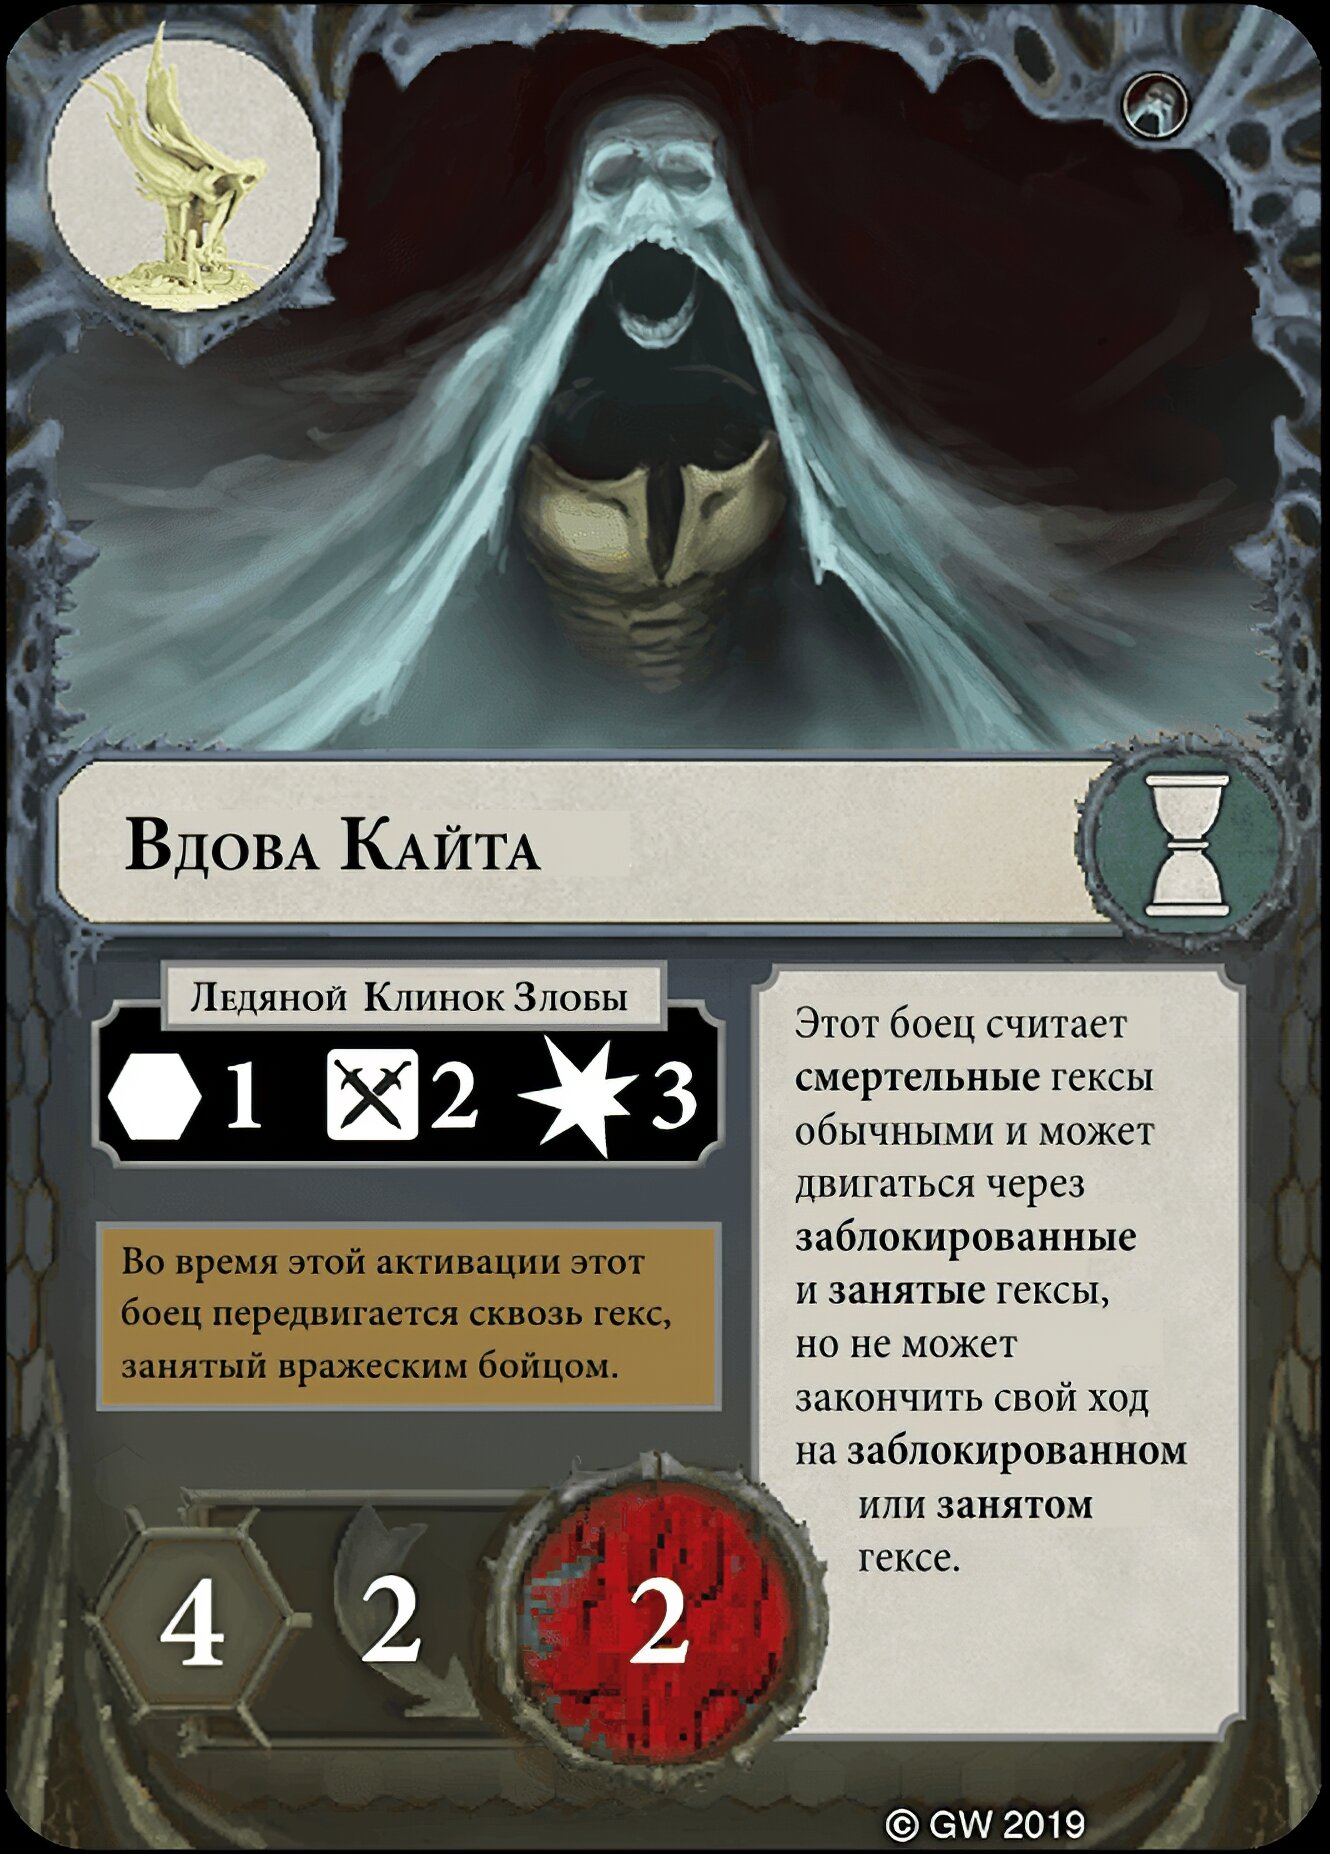 Вдова Кайта
Ледяной Клинок Злобы
1 2 3
Во время этой активации этот
боец передвигается сквозь гекс,
занятый вражеским бойцом.
4 2 2
Этот боец считает
смертельные гексы
обычными и может
двигаться через
заблокированные
и занятые гексы,
но не может
закончить свой ход
на заблокированном
или занятом
гексе.
© GW 2019